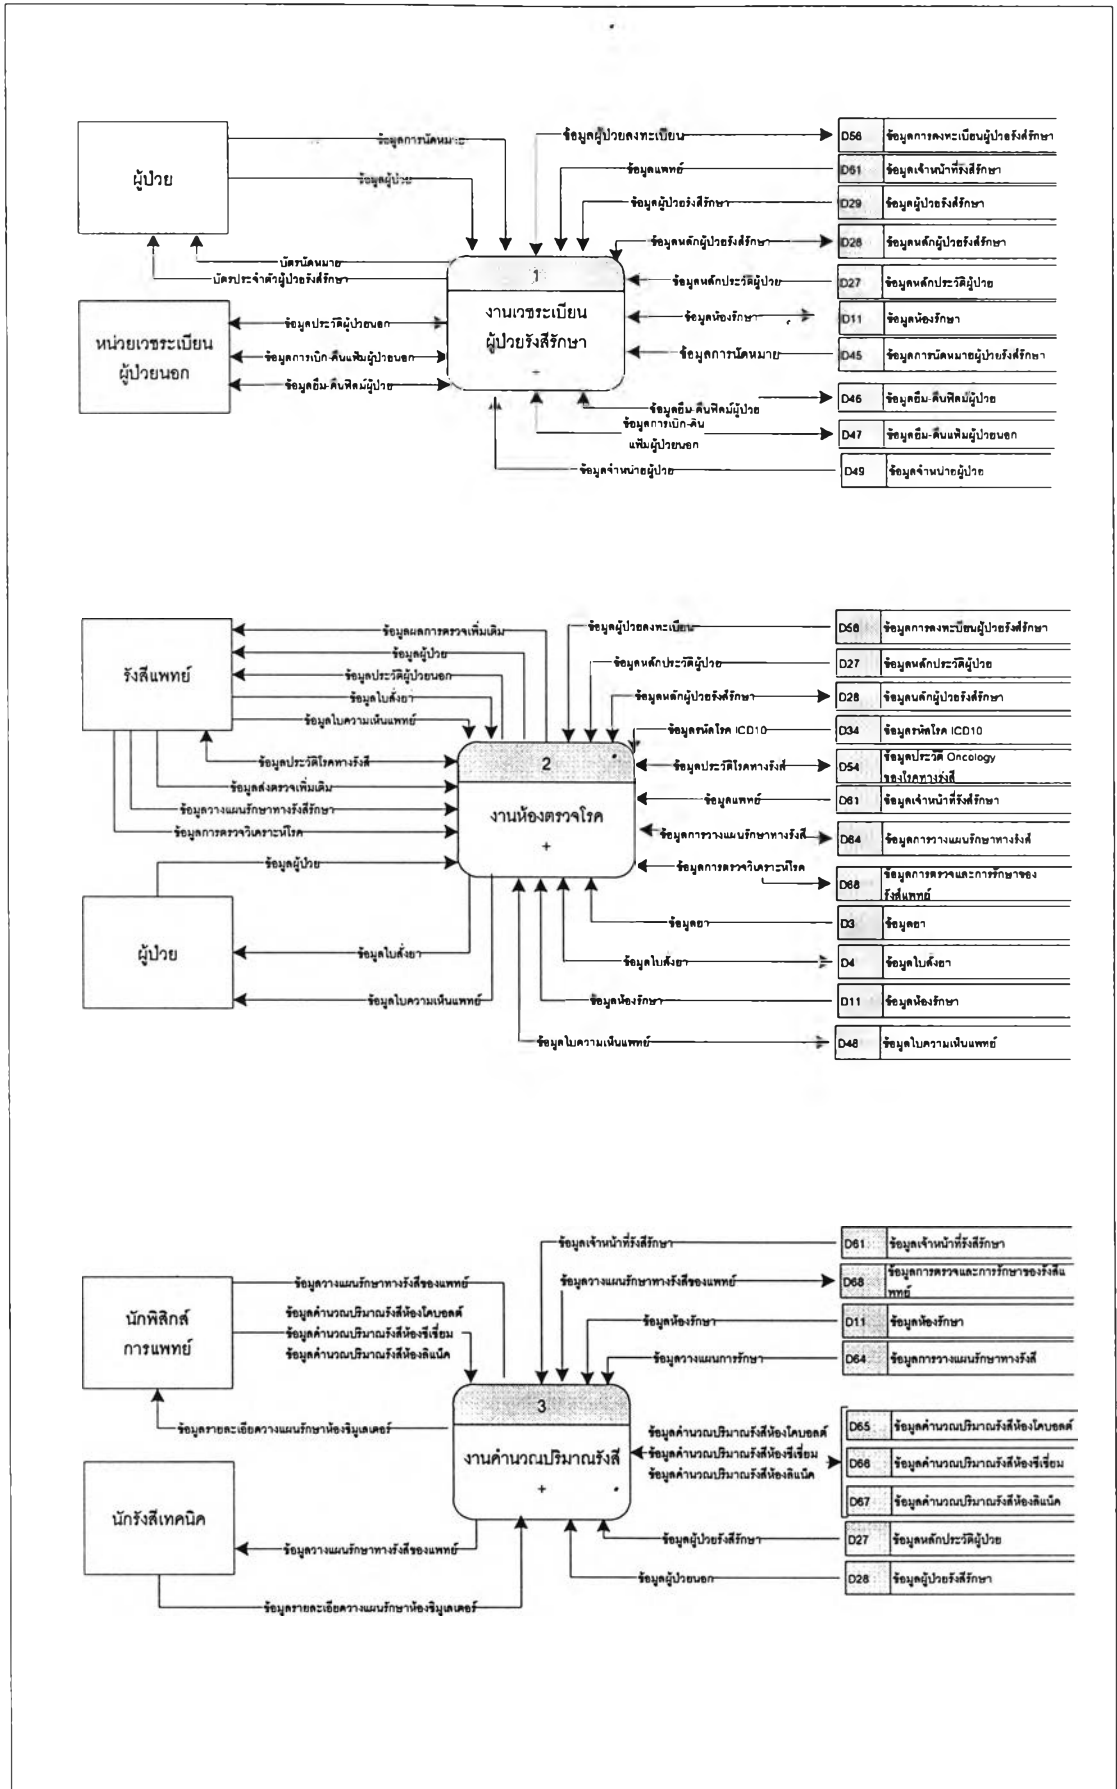 ผู้ป่วย
ข้อมูลการนัดหมาย
ข้อมูลผู้ป่วย
บัตรนัดหมาย
บัตรประจำตัวผู้ป่วยรังสีรักษา
หน่วยเวชระเบียน
ผู้ป่วยนอก
ข้อมูลประวัติผู้ป่วยนอก
ข้อมูลการเบิก-คืนแฟ้มผู้ป่วยนอก
ข้อมูลยืม-คืนฟิล์มผู้ป่วย
1
งานเวชระเบียน
ผู้ป่วยรังสีรักษา
ข้อมูลผู้ป่วยลงทะเบียน
D56 ข้อมูลการลงทะเบียนผู้ป่วยรังสีรักษา
ข้อมูลแพทย์
D61 ข้อมูลเจ้าหน้าที่รังสีรักษา
ข้อมูลผู้ป่วยรังสีรักษา
D29 ข้อมูลผู้ป่วยรังสีรักษา
ข้อมูลหลักผู้ป่วยรังสีรักษา
D28 ข้อมูลหลักผู้ป่วยรังสีรักษา
ข้อมูลหลักประวัติผู้ป่วย
D27 ข้อมูลหลักประวัติผู้ป่วย
ข้อมูลห้องรักษา
D11 ข้อมูลห้องรักษา
ข้อมูลการนัดหมาย
D45 ข้อมูลการนัดหมายผู้ป่วยรังสีรักษา
ข้อมูลยืม-คืนฟิล์มผู้ป่วย
D46 ข้อมูลยืม-คืนฟิล์มผู้ป่วย
ข้อมูลการเบิก-คืน
แฟ้มผู้ป่วยนอก
D47 ข้อมูลยืม-คืนแฟ้มผู้ป่วยนอก
ข้อมูลจำหน่ายผู้ป่วย
D49 ข้อมูลจำหน่ายผู้ป่วย
รังสีแพทย์
ข้อมูลผลการตรวจเพิ่มเติม
ข้อมูลผู้ป่วย
ข้อมูลประวัติผู้ป่วยนอก
ข้อมูลใบสั่งยา
ข้อมูลใบความเห็นแพทย์
ข้อมูลประวัติโรคทางรังสี
ข้อมูลส่งตรวจเพิ่มเติม
ข้อมูลวางแผนรักษาทางรังสีรักษา
ข้อมูลการตรวจวิเคราะห์โรค
ข้อมูลผู้ป่วย
ผู้ป่วย
ข้อมูลใบสั่งยา
ข้อมูลใบความเห็นแพทย์
2
งานห้องตรวจโรค
+
ข้อมูลผู้ป่วยลงทะเบียน
D56 ข้อมูลการลงทะเบียนผู้ป่วยรังสีรักษา
ข้อมูลหลักประวัติผู้ป่วย
D27 ข้อมูลหลักประวัติผู้ป่วย
ข้อมูลหลักผู้ป่วยรังสีรักษา
D28 ข้อมูลหลักผู้ป่วยรังสีรักษา
ข้อมูลรหัสโรค ICD10
D34 ข้อมูลรหัสโรค ICD10
ข้อมูลประวัติโรคทางรังสี
D54 ข้อมูลประวัติ Oncology
ของโรคทางรังสี
ข้อมูลแพทย์
D61 ข้อมูลเจ้าหน้าที่รังสีรักษา
ข้อมูลการวางแผนรักษาทางรังสี
D64 ข้อมูลการวางแผนรักษาทางรังสี
ข้อมูลการตรวจวิเคราะห์โรค
D68 ข้อมูลการตรวจและการรักษาของ
รังสีแพทย์
ข้อมูลยา
D3 ข้อมูลยา
ข้อมูลใบสั่งยา
D4 ข้อมูลใบสั่งยา
ข้อมูลห้องรักษา
D11 ข้อมูลห้องรักษา
ข้อมูลใบความเห็นแพทย์
D48 ข้อมูลใบความเห็นแพทย์
นักฟิสิกส์
การแพทย์
ข้อมูลวางแผนรักษาทางรังสีของแพทย์
ข้อมูลคำนวณปริมาณรังสีห้องโคบอลต์
ข้อมูลคำนวณปริมาณรังสีห้องซีเซี่ยม
ข้อมูลคำนวณปริมาณรังสีห้องลิแน็ค
ข้อมูลรายละเอียดวางแผนรักษาห้องซิมูเลเตอร์
นักรังสีเทคนิค
ข้อมูลวางแผนรักษาทางรังสีของแพทย์
ข้อมูลรายละเอียดวางแผนรักษาห้องซิมูเลเตอร์
3
งานคำนวณปริมาณรังสี
+
ข้อมูลเจ้าหน้าที่รังสีรักษา
D61 ข้อมูลเจ้าหน้าที่รังสีรักษา
ข้อมูลวางแผนรักษาทางรังสีของแพทย์
D68 ข้อมูลการตรวจและการรักษาของรังสีแ
พทย์
ข้อมูลห้องรักษา
D11 ข้อมูลห้องรักษา
ข้อมูลวางแผนการรักษา
D64 ข้อมูลการวางแผนรักษาทางรังสี
ข้อมูลคำนวณปริมาณรังสีห้องโคบอลต์
ข้อมูลคำนวณปริมาณรังสีห้องซีเซี่ยม
ข้อมูลคำนวณปริมาณรังสีห้องลิแน็ค
D65 ข้อมูลคำนวณปริมาณรังสีห้องโคบอลต์
D66 ข้อมูลคำนวณปริมาณรังสีห้องซีเซี่ยม
D67 ข้อมูลคำนวณปริมาณรังสีห้องลิแน็ค
ข้อมูลผู้ป่วยรังสีรักษา
D27 ข้อมูลหลักประวัติผู้ป่วย
ข้อมูลผู้ป่วยนอก
D28 ข้อมูลผู้ป่วยรังสีรักษา